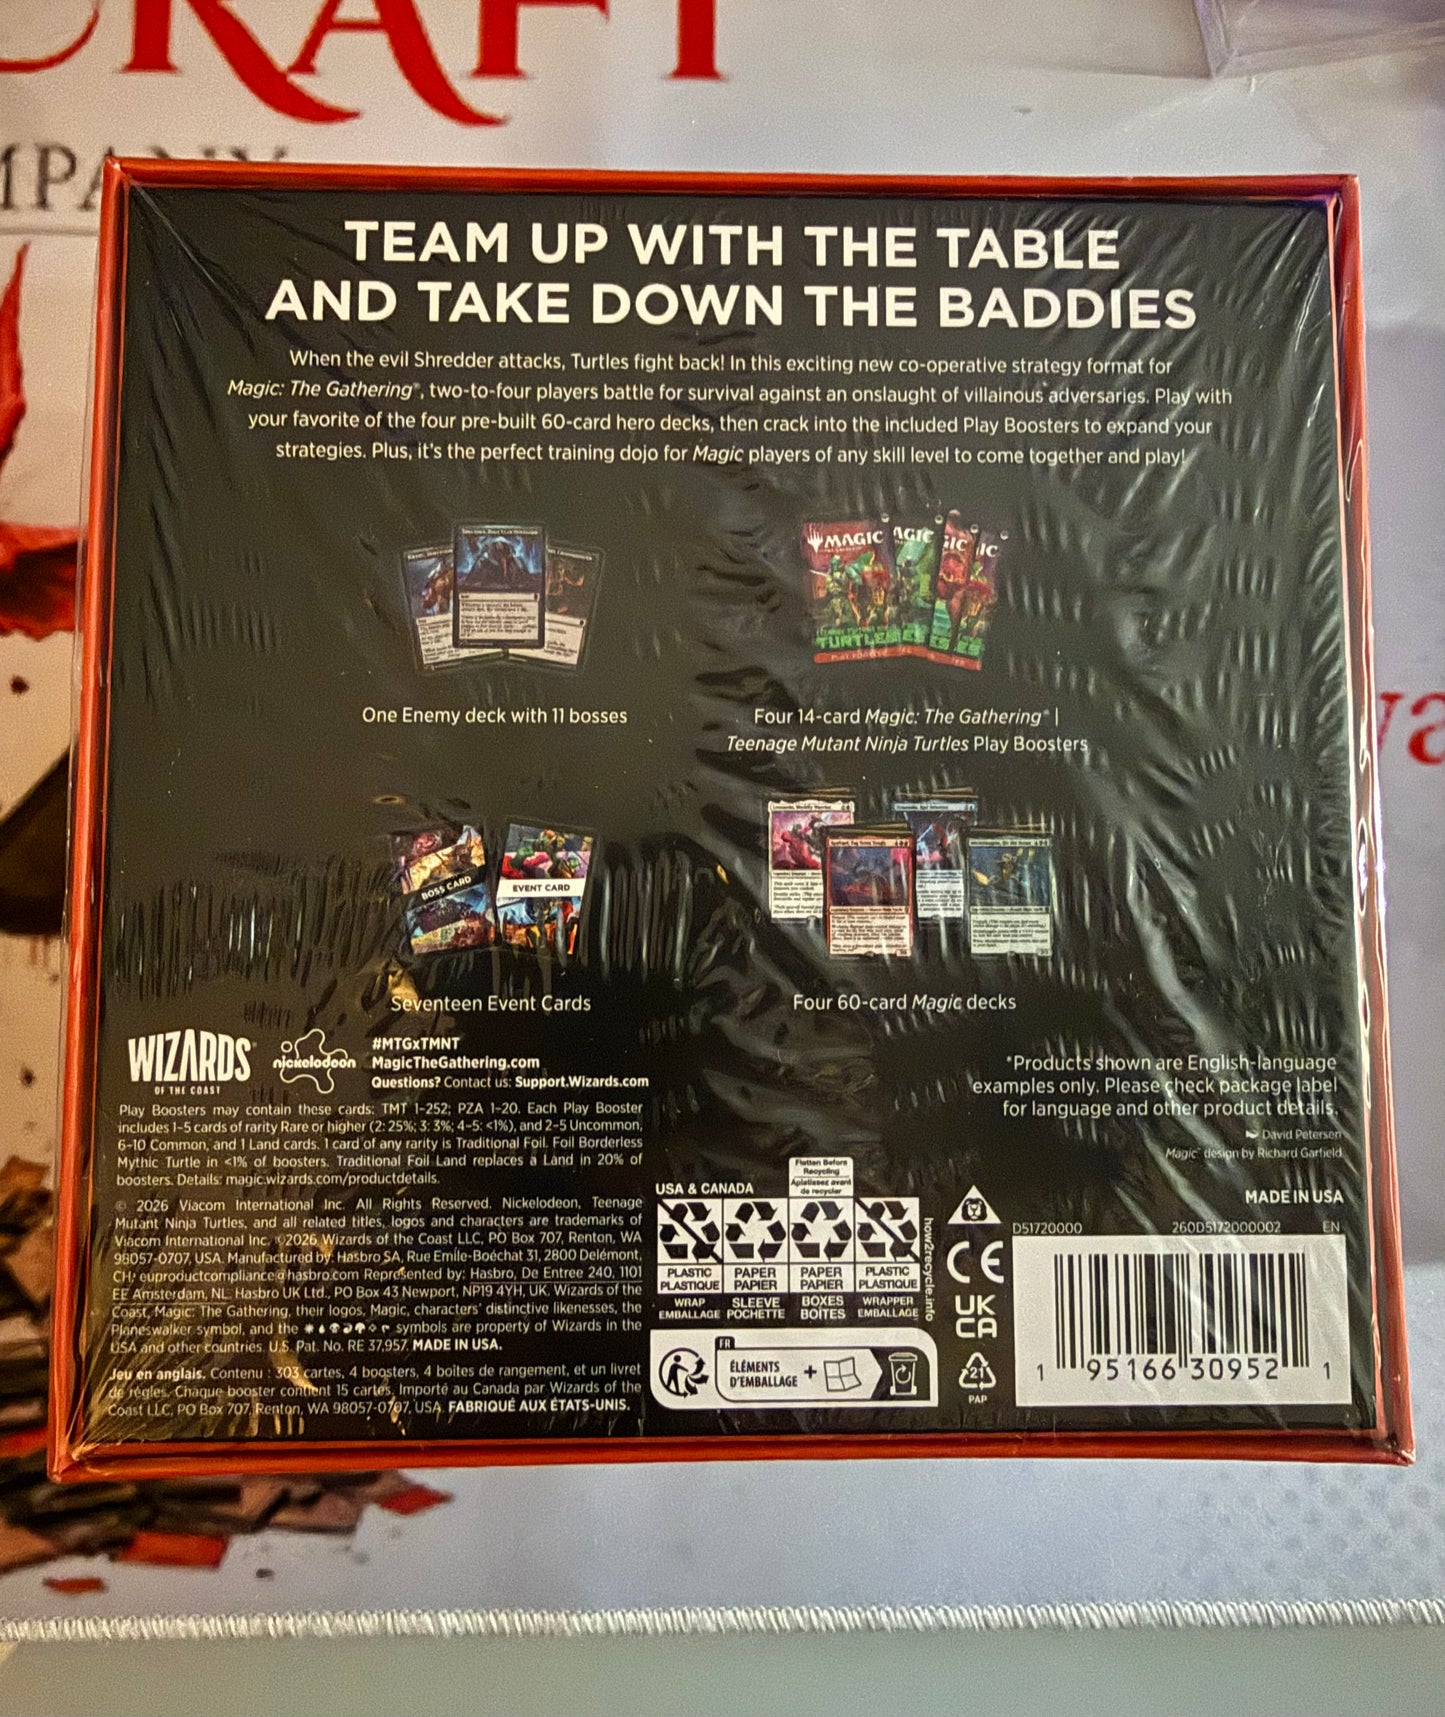 CRAFT
MPANY
TEAM UP WITH THE TABLE
AND TAKE DOWN THE BADDIES
When the evil Shredder attacks, Turtles fight back! In this exciting new co-operative strategy format for
Magic: The Gathering®, two-to-four players battle for survival against an onslaught of villainous adversaries. Play with
your favorite of the four pre-built 60-card hero decks, then crack into the included Play Boosters to expand your
strategies. Plus, it's the perfect training dojo for Magic players of any skill level to come together and play!
MAGIC
TURTLES
One Enemy deck with 11 bosses
Four 14-card Magic: The Gathering® |
Teenage Mutant Ninja Turtles Play Boosters
BOSS CARD
EVENT CARD
Seventeen Event Cards
Four 60-card Magic decks
WIZARDS
OF THE COAST
nickelodeon
#MTGxTMNT
MagicTheGathering.com
Questions? Contact us: Support.Wizards.com
Play Boosters may contain these cards: TMT 1-252; PZA 1-20. Each Play Booster
includes 1-5 cards of rarity Rare or higher (2: 25%; 3: 3%; 4-5: <1%), and 2-5 Uncommon,
6-10 Common, and 1 Land cards. 1 card of any rarity is Traditional Foil. Foil Borderless
Mythic Turtle in <1% of boosters. Traditional Foil Land replaces a Land in 20% of
boosters. Details: magic.wizards.com/productdetails.
© 2026 Viacom International Inc. All Rights Reserved. Nickelodeon, Teenage
Mutant Ninja Turtles, and all related titles, logos and characters are trademarks of
Viacom International Inc. ©2026 Wizards of the Coast LLC, PO Box 707, Renton, WA
98057-0707, USA. Manufactured by: Hasbro SA, Rue Emile-Boéchat 31, 2800 Delémont,
CH; euproductcompliance@hasbro.com Represented by: Hasbro, De Entree 240, 1101
EE Amsterdam, NL. Hasbro UK Ltd., PO Box 43 Newport, NP19 4YH, UK. Wizards of the
Coast, Magic: The Gathering, their logos, Magic, characters' distinctive likenesses, the
Planeswalker symbol, and the symbols are property of Wizards in the
USA and other countries. U.S. Pat. No. RE 37,957. MADE IN USA.
Jeu en anglais. Contenu : 303 cartes, 4 boosters, 4 boîtes de rangement, et un livret
de règles. Chaque booster contient 15 cartes. Importé au Canada par Wizards of the
Coast LLC, PO Box 707, Renton, WA 98057-0707, USA. FABRIQUÉ AUX ÉTATS-UNIS.
*Products shown are English-language
examples only. Please check package label
for language and other product details.
David Petersen
Magic® design by Richard Garfield
MADE IN USA
USA & CANADA
Flatten Before
Recycling
Aplatissez avant
de recycler
PLASTIC PAPER PAPER PLASTIC
PLASTIQUE PAPIER PAPIER PLASTIQUE
WRAP SLEEVE BOXES WRAPPER
EMBALLAGE POCHETTE BOÎTES EMBALLAGE
how2recycle.info
FR
ÉLÉMENTS
D'EMBALLAGE +
CE
UK
CA
21
PAP
D51720000 260D5172000002 EN
1 95166 30952 1